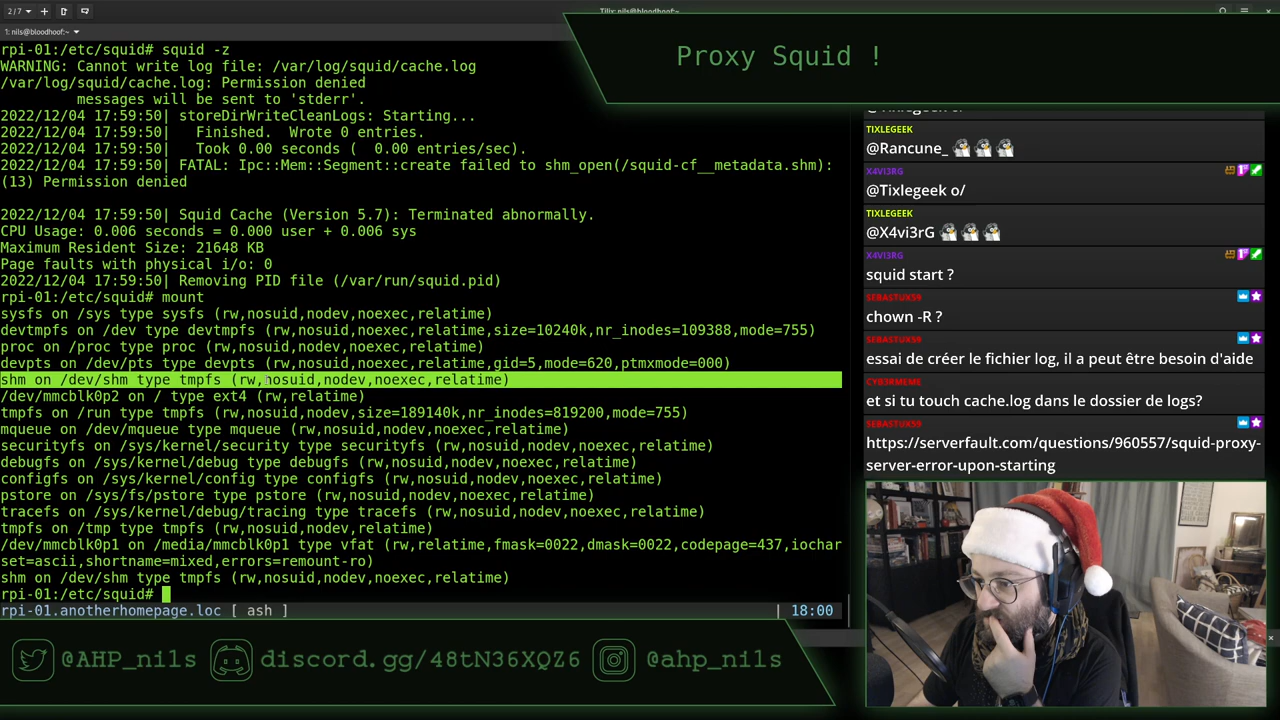 2/7
Tilix: nils@bloodhoof:~
1: nils@bloodhoof:~
rpi-01:/etc/squid# squid -z
WARNING: Cannot write log file: /var/log/squid/cache.log
/var/log/squid/cache.log: Permission denied
messages will be sent to 'stderr'.
2022/12/04 17:59:50| storeDirWriteCleanLogs: Starting...
2022/12/04 17:59:50|   Finished.  Wrote 0 entries.
2022/12/04 17:59:50|   Took 0.00 seconds (  0.00 entries/sec).
2022/12/04 17:59:50| FATAL: Ipc::Mem::Segment::create failed to shm_open(/squid-cf__metadata.shm):
(13) Permission denied
2022/12/04 17:59:50| Squid Cache (Version 5.7): Terminated abnormally.
CPU Usage: 0.006 seconds = 0.000 user + 0.006 sys
Maximum Resident Size: 21648 KB
Page faults with physical i/o: 0
2022/12/04 17:59:50| Removing PID file (/var/run/squid.pid)
rpi-01:/etc/squid# mount
sysfs on /sys type sysfs (rw,nosuid,nodev,noexec,relatime)
devtmpfs on /dev type devtmpfs (rw,nosuid,noexec,relatime,size=10240k,nr_inodes=109388,mode=755)
proc on /proc type proc (rw,nosuid,nodev,noexec,relatime)
devpts on /dev/pts type devpts (rw,nosuid,noexec,relatime,gid=5,mode=620,ptmxmode=000)
shm on /dev/shm type tmpfs (rw,nosuid,nodev,noexec,relatime)
/dev/mmcblk0p2 on / type ext4 (rw,relatime)
tmpfs on /run type tmpfs (rw,nosuid,nodev,size=189140k,nr_inodes=819200,mode=755)
mqueue on /dev/mqueue type mqueue (rw,nosuid,nodev,noexec,relatime)
securityfs on /sys/kernel/security type securityfs (rw,nosuid,nodev,noexec,relatime)
debugfs on /sys/kernel/debug type debugfs (rw,nosuid,nodev,noexec,relatime)
configfs on /sys/kernel/config type configfs (rw,nosuid,nodev,noexec,relatime)
pstore on /sys/fs/pstore type pstore (rw,nosuid,nodev,noexec,relatime)
tracefs on /sys/kernel/debug/tracing type tracefs (rw,nosuid,nodev,noexec,relatime)
tmpfs on /tmp type tmpfs (rw,nosuid,nodev,relatime)
/dev/mmcblk0p1 on /media/mmcblk0p1 type vfat (rw,relatime,fmask=0022,dmask=0022,codepage=437,iochar
set=ascii,shortname=mixed,errors=remount-ro)
shm on /dev/shm type tmpfs (rw,nosuid,nodev,noexec,relatime)
rpi-01:/etc/squid#
rpi-01.anotherhomepage.loc [ ash ] | 18:00
Proxy Squid !
TIXLEGEEK
@Rancune_
X4VI3RG
@Tixlegeek o/
TIXLEGEEK
@X4vi3rG
X4VI3RG
squid start ?
SEBASTUX59
chown -R ?
SEBASTUX59
essai de créer le fichier log, il a peut être besoin d'aide
CYB3RMEME
et si tu touch cache.log dans le dossier de logs?
SEBASTUX59
https://serverfault.com/questions/960557/squid-proxy-
server-error-upon-starting
@AHP_nils
discord.gg/48tN36XQZ6
@ahp_nils